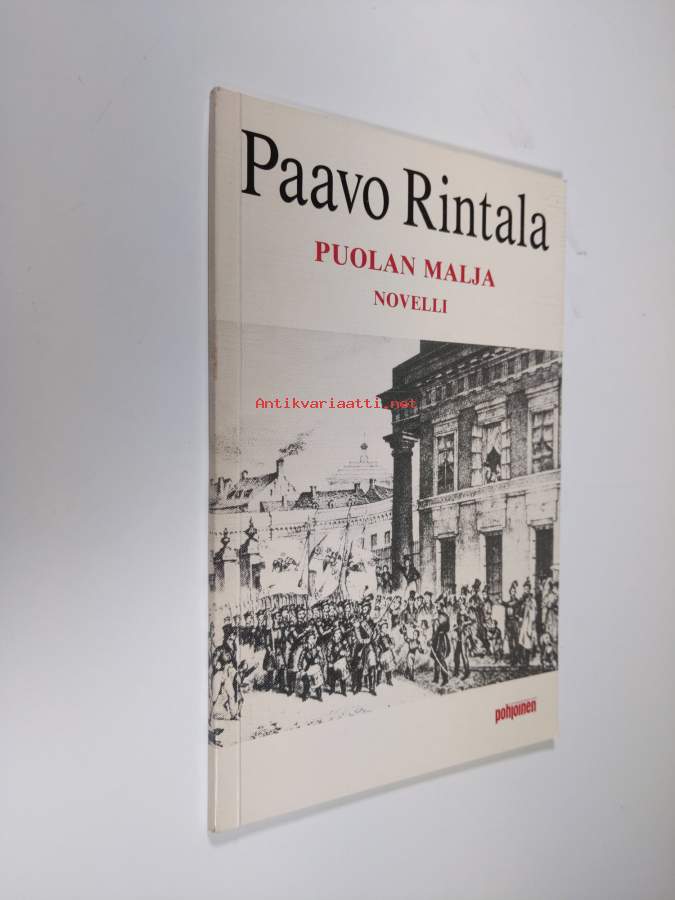 Paavo Rintala
PUOLAN MALJA
NOVELLI
Antikvariaatti.net
pohjoinen